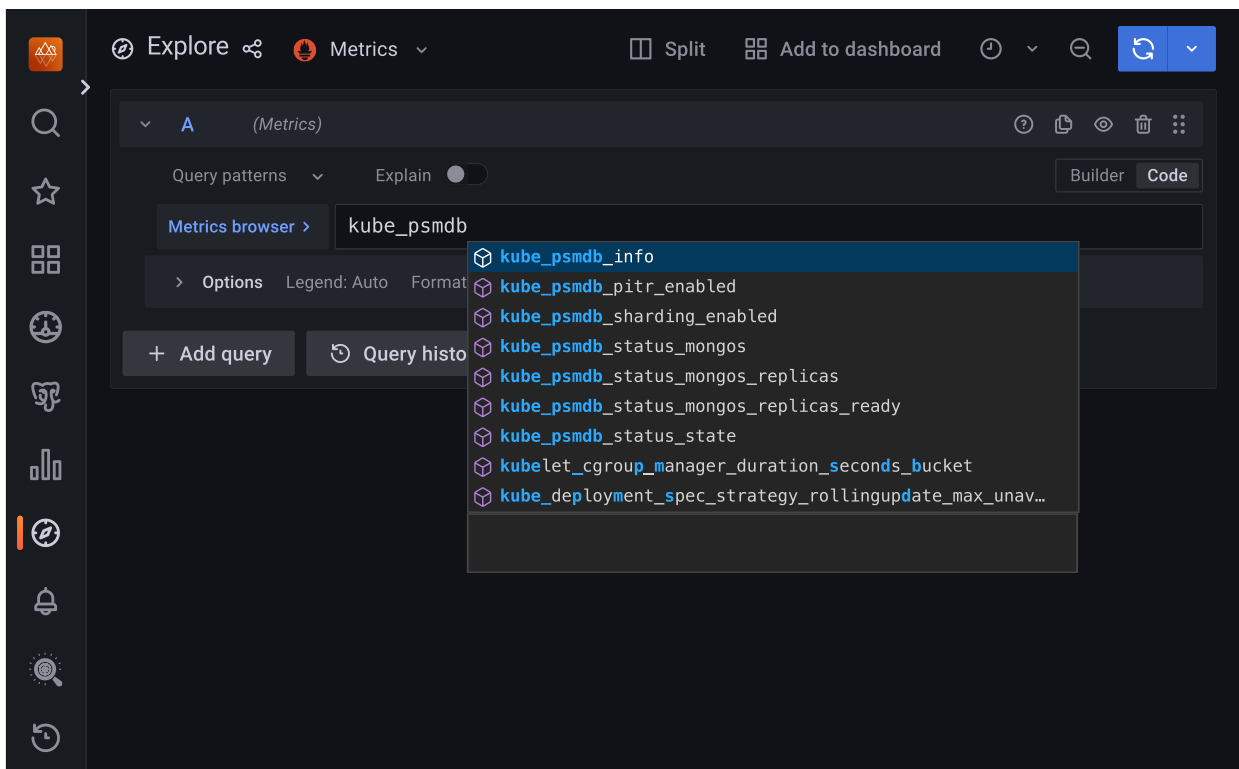 Explore Metrics Split Add to dashboard
A (Metrics)
Query patterns Explain Builder Code
Metrics browser > kube_psmdb
kube_psmdb_info
> Options Legend: Auto Format
kube_psmdb_pitr_enabled
kube_psmdb_sharding_enabled
+ Add query Query histo
kube_psmdb_status_mongos
kube_psmdb_status_mongos_replicas
kube_psmdb_status_mongos_replicas_ready
kube_psmdb_status_state
kubelet_cgroup_manager_duration_seconds_bucket
kube_deployment_spec_strategy_rollingupdate_max_unav…